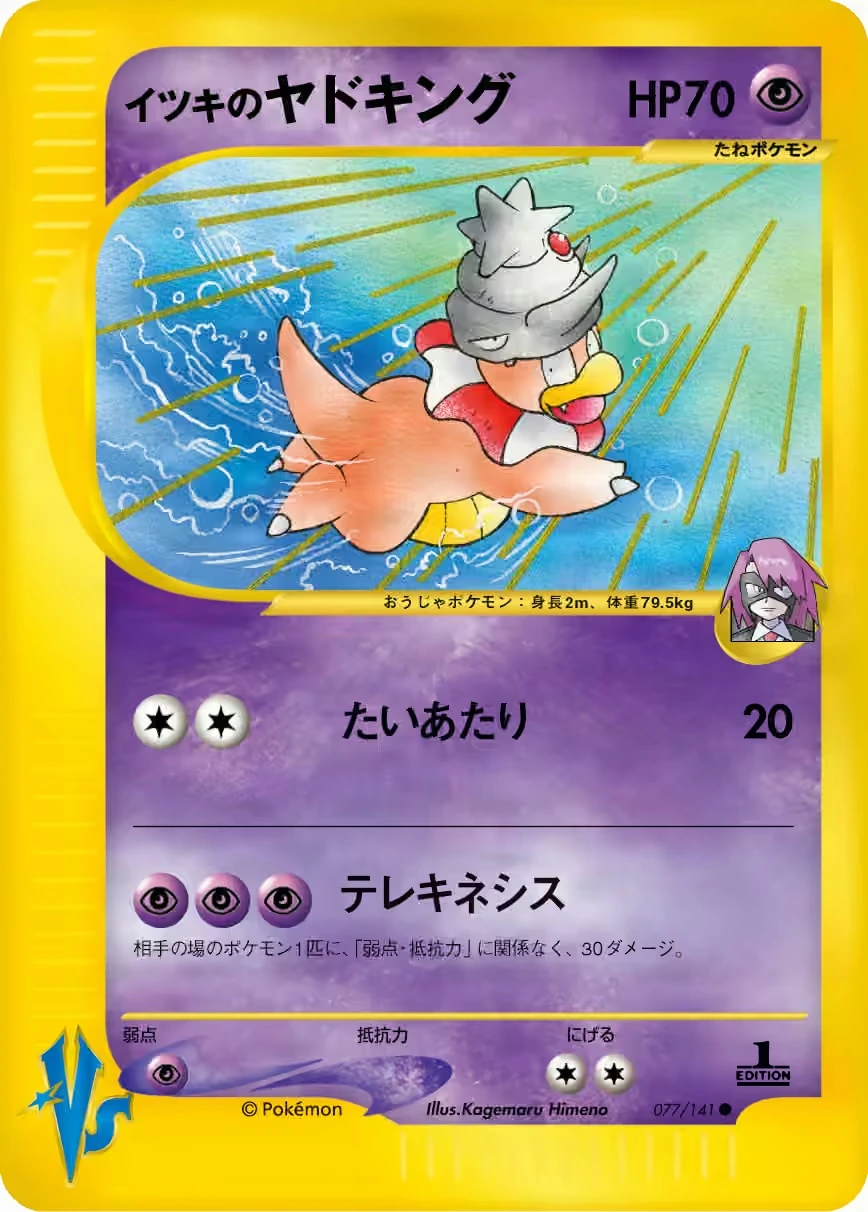 イツキのヤドキング HP70
たねポケモン
おうじゃポケモン：身長2m、体重79.5kg
たいあたり 20
テレキネシス
相手の場のポケモン1匹に、「弱点・抵抗力」に関係なく、30ダメージ。
弱点 抵抗力 にげる
1
EDITION
VS
© Pokémon Illus.Kagemaru Himeno 077/141●